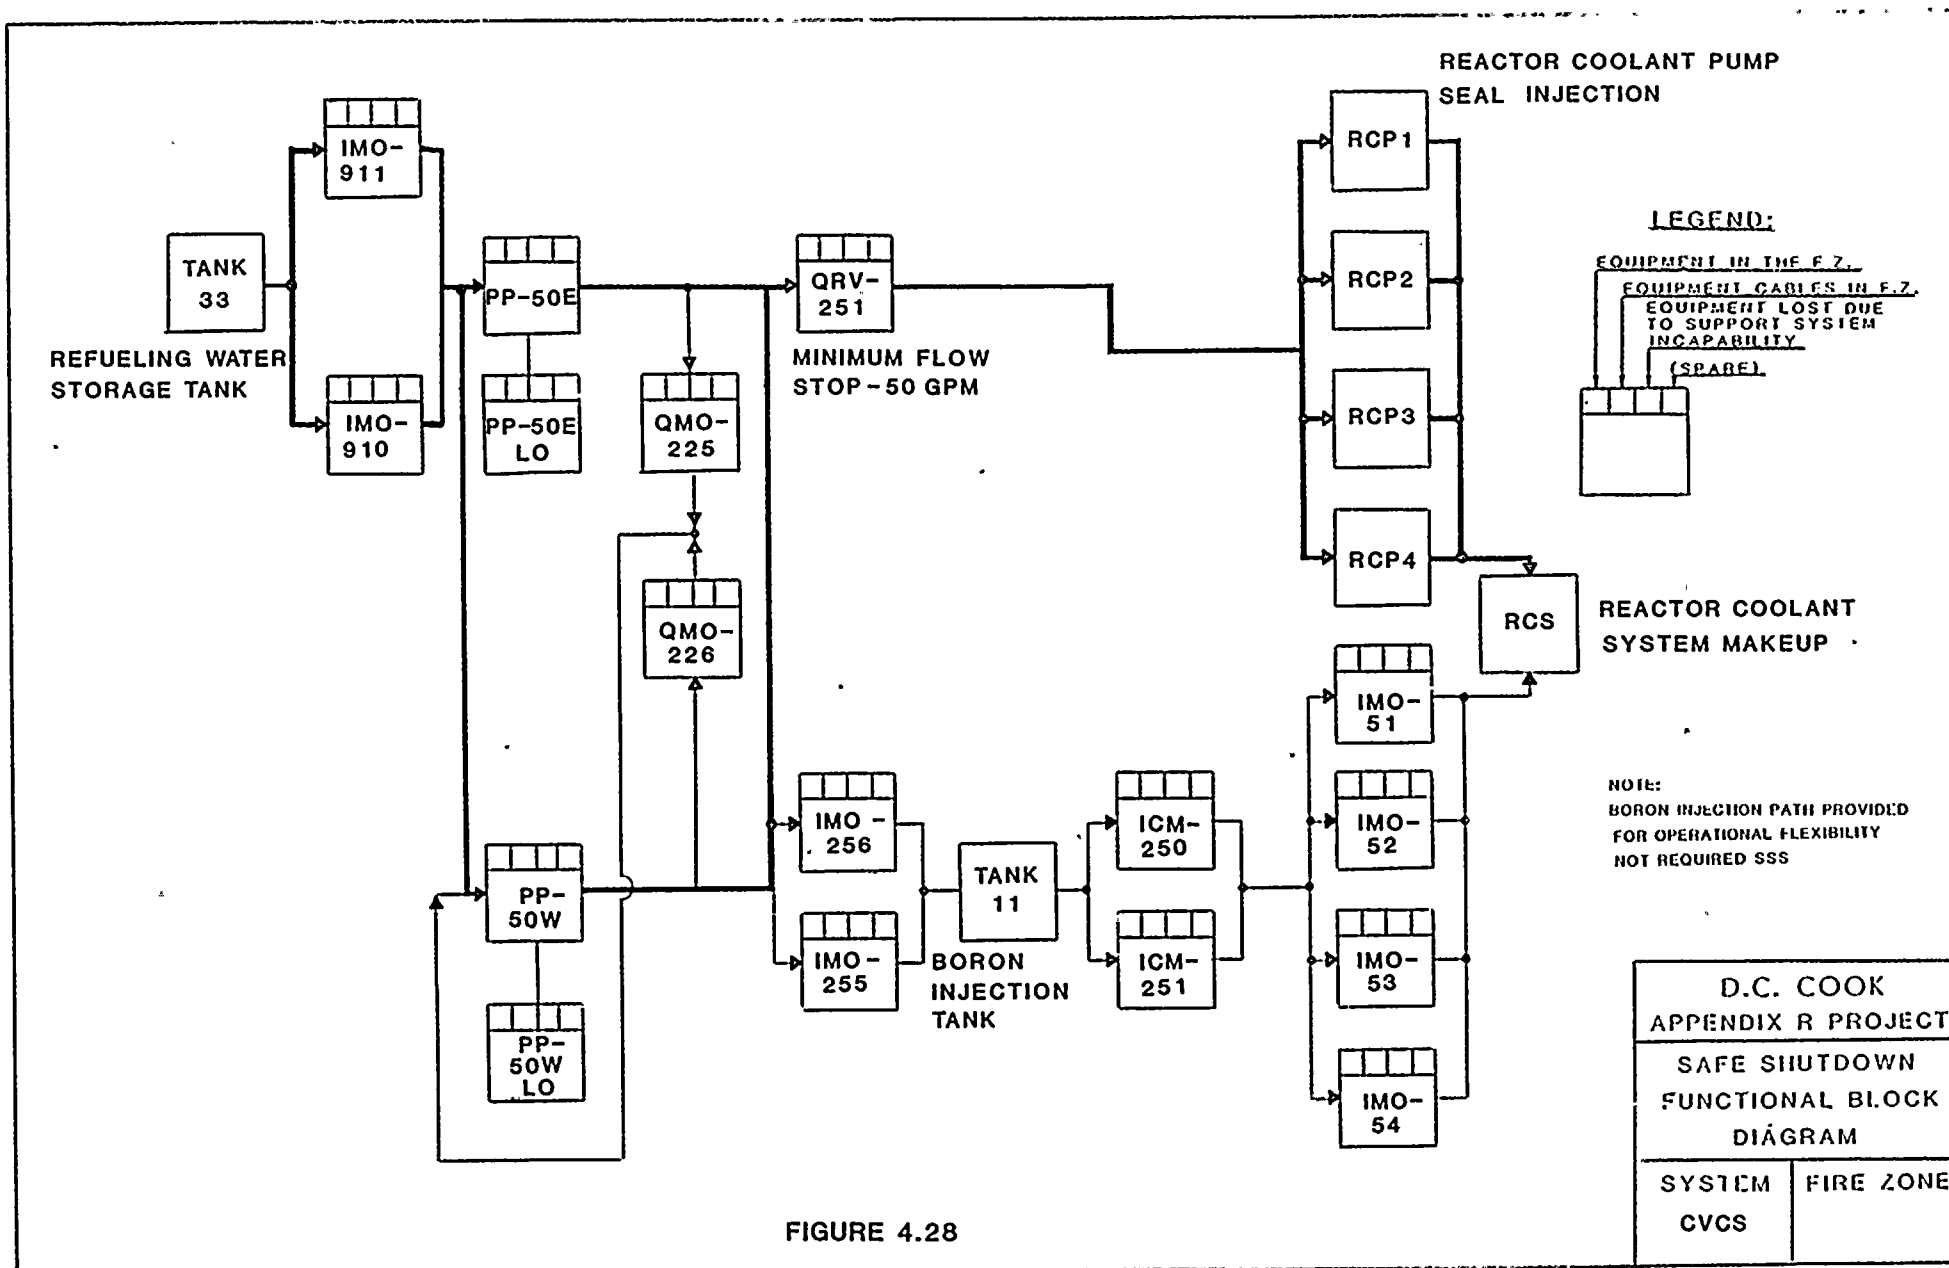 REACTOR COOLANT PUMP
SEAL INJECTION
IMO-
911
RCP1
TANK
33
REFUELING WATER
STORAGE TANK
IMO-
910
PP-50E
PP-50E
LO
QRV-
251
MINIMUM FLOW
STOP-50 GPM
QMO-
225
QMO-
226
RCP2
RCP3
RCP4
LEGEND:
EQUIPMENT IN THE F.Z.
EQUIPMENT CABLES IN F.Z.
EQUIPMENT LOST DUE
TO SUPPORT SYSTEM
INCAPABILITY
(SPARE)
RCS
REACTOR COOLANT
SYSTEM MAKEUP
PP-
50W
PP-
50W
LO
IMO -
256
IMO-
255
TANK
11
BORON
INJECTION
TANK
ICM-
250
ICM-
251
IMO-
51
IMO-
52
IMO-
53
IMO-
54
NOTE:
BORON INJECTION PATH PROVIDED
FOR OPERATIONAL FLEXIBILITY
NOT REQUIRED SSS
D.C. COOK
APPENDIX R PROJECT
SAFE SHUTDOWN
FUNCTIONAL BLOCK
DIAGRAM
SYSTEM
CVCS
FIRE ZONE
FIGURE 4.28